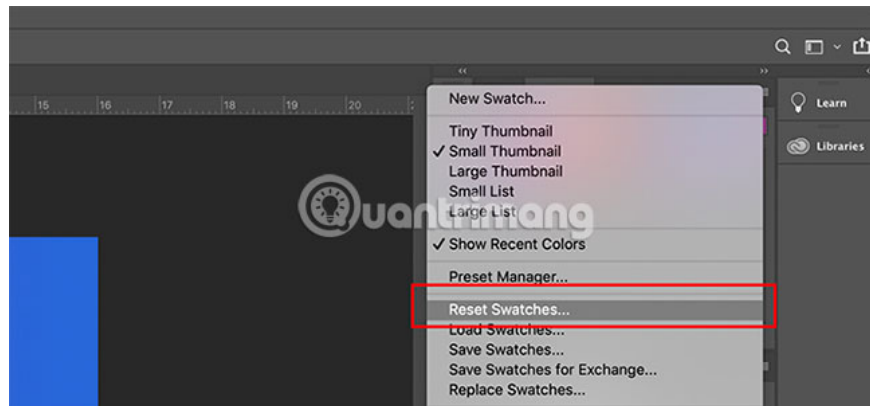 15 16 17 18 19 20
New Swatch...
Learn
Tiny Thumbnail
✓ Small Thumbnail
Libraries
Large Thumbnail
Small List
Large List
Quantrimang
✓ Show Recent Colors
Preset Manager...
Reset Swatches...
Load Swatches...
Save Swatches...
Save Swatches for Exchange...
Replace Swatches...